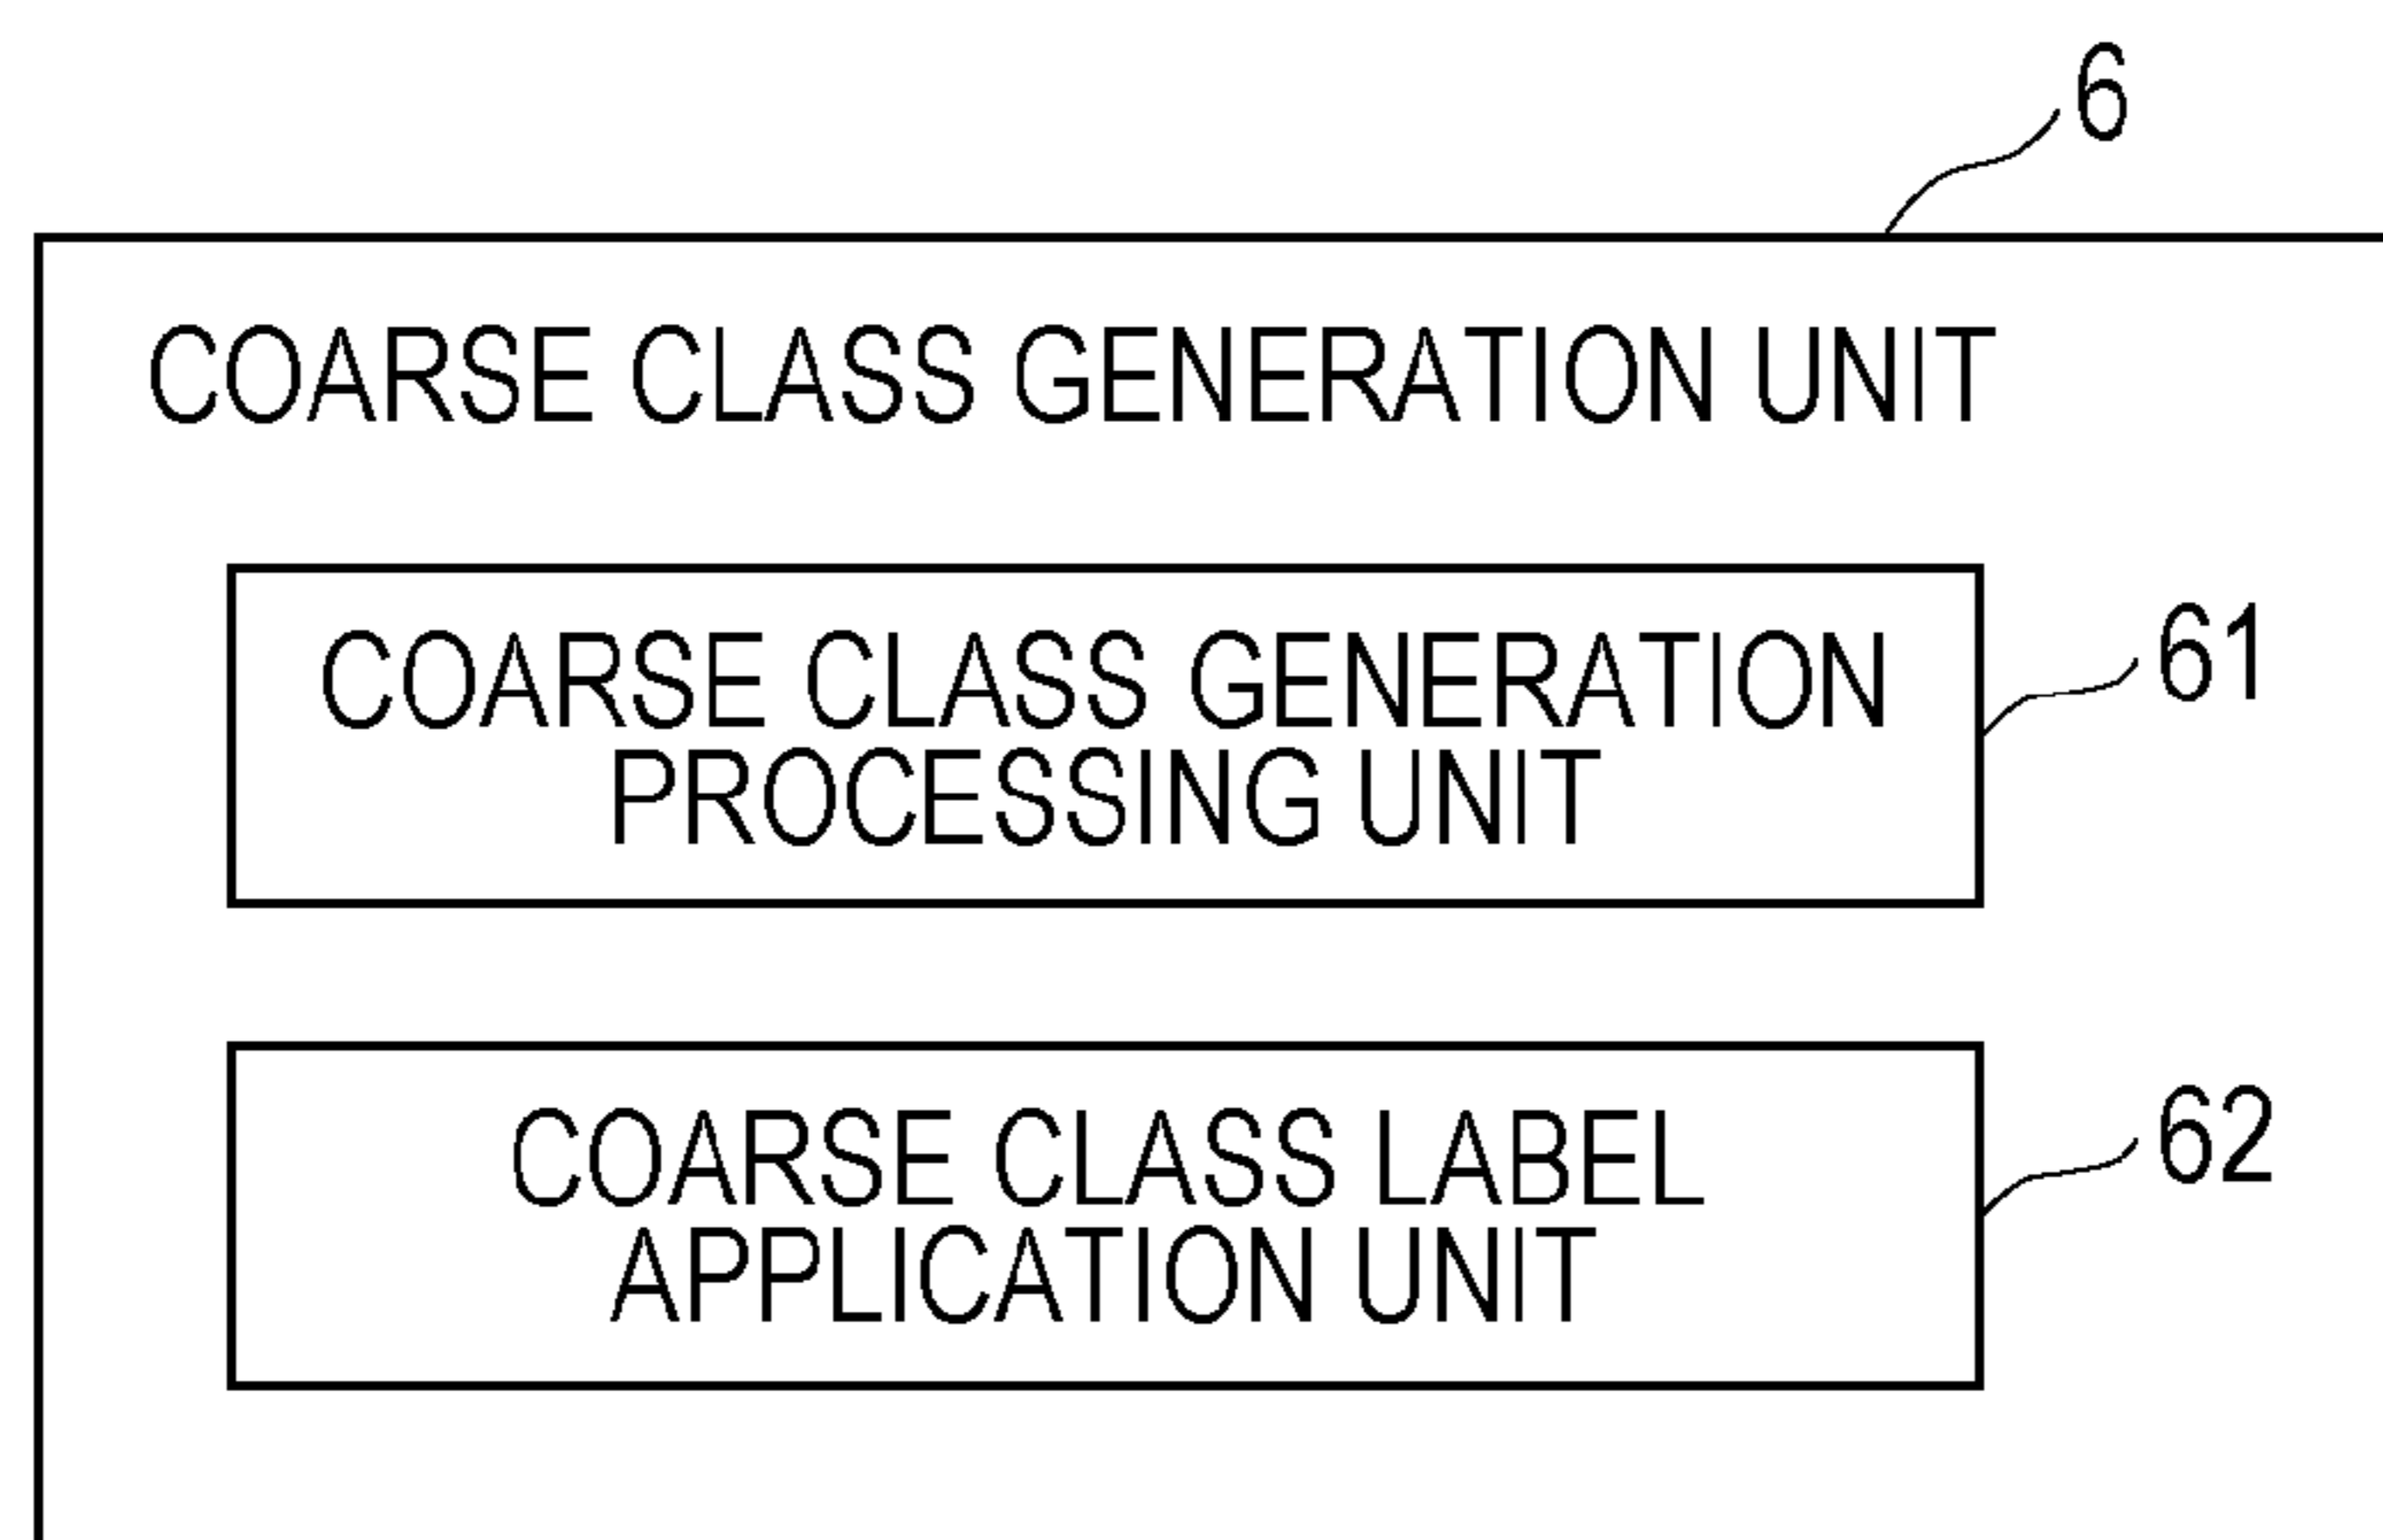 6
COARSE CLASS GENERATION UNIT
COARSE CLASS GENERATION
PROCESSING UNIT
61
COARSE CLASS LABEL
APPLICATION UNIT
62